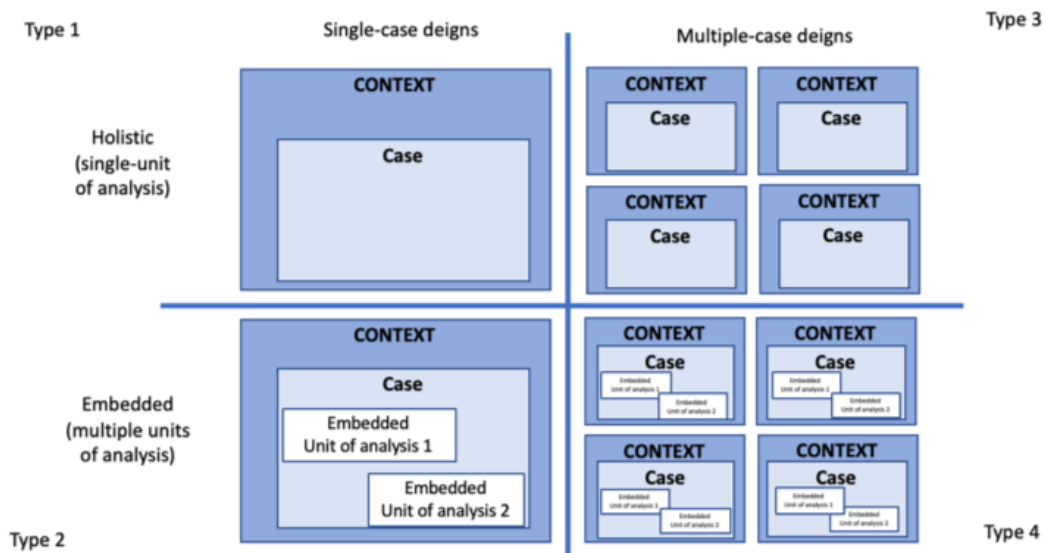 Type 1
Single-case deigns
Multiple-case deigns
Type 3
Holistic
(single-unit
of analysis)
CONTEXT
Case
CONTEXT
Case
CONTEXT
Case
CONTEXT
Case
CONTEXT
Case
Embedded
(multiple units
of analysis)
CONTEXT
Case
Embedded
Unit of analysis 1
Embedded
Unit of analysis 2
CONTEXT
Case
Embedded
Unit of analysis 1
Embedded
Unit of analysis 2
CONTEXT
Case
Embedded
Unit of analysis 1
Embedded
Unit of analysis 2
CONTEXT
Case
Embedded
Unit of analysis 1
Embedded
Unit of analysis 2
CONTEXT
Case
Embedded
Unit of analysis 1
Embedded
Unit of analysis 2
Type 2
Type 4